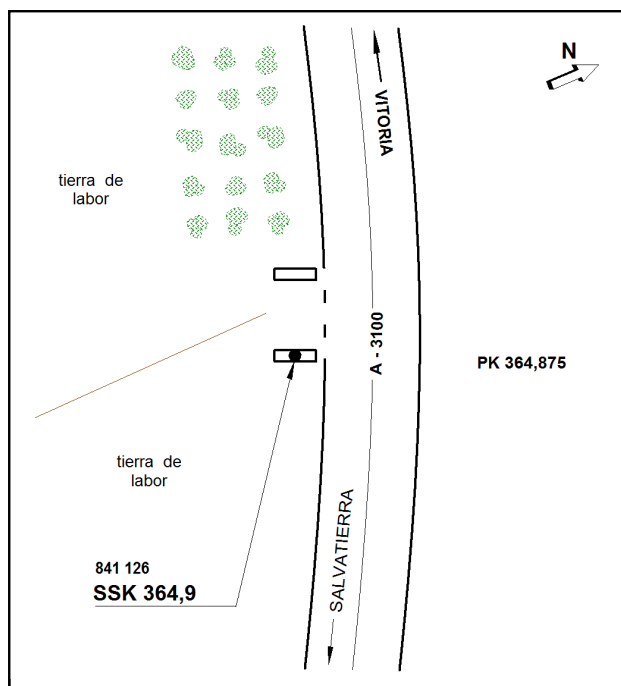 N
VITORIA
tierra de
labor
A - 3100
PK 364,875
tierra de
labor
841 126
SSK 364,9
SALVATIERRA